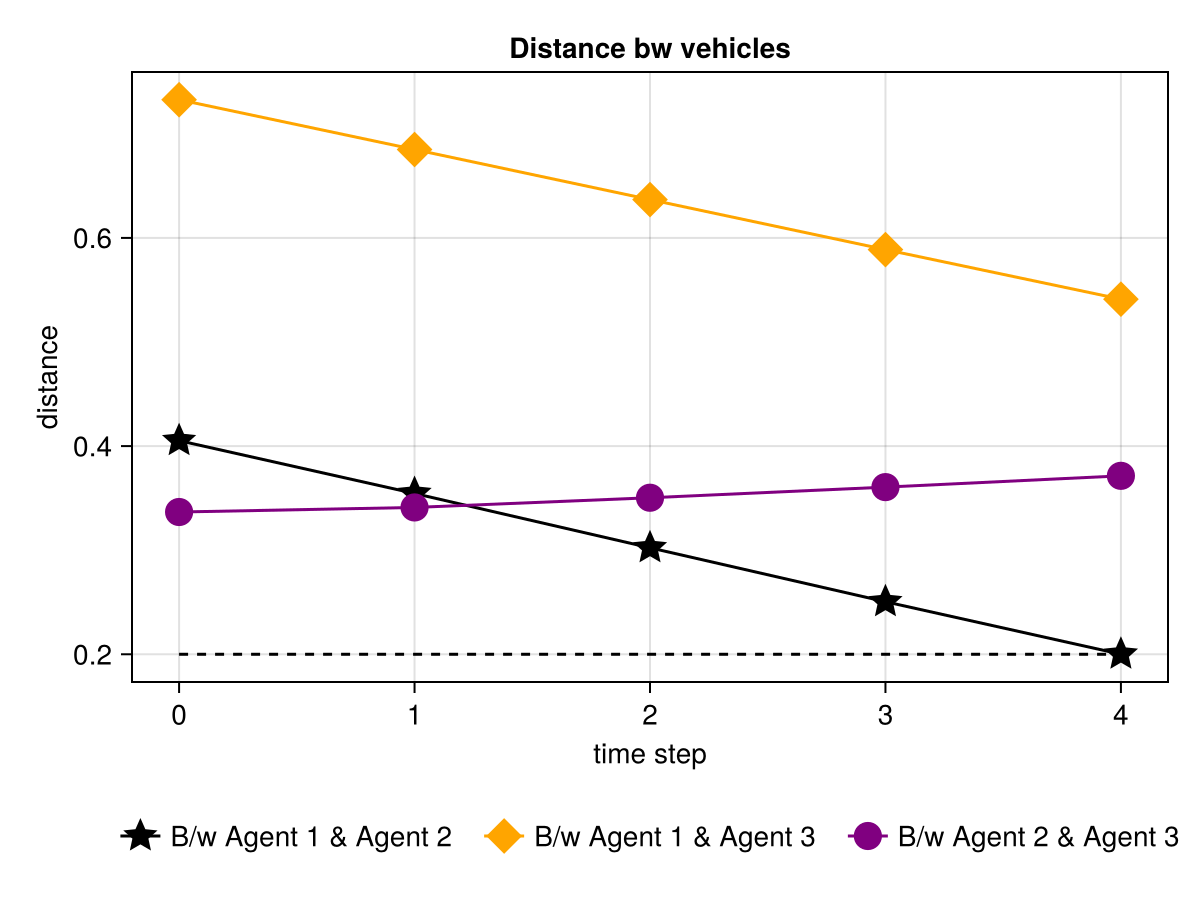 Distance bw vehicles
0.6
0.4
0.2
distance
0 1 2 3 4
time step
B/w Agent 1 & Agent 2 B/w Agent 1 & Agent 3 B/w Agent 2 & Agent 3